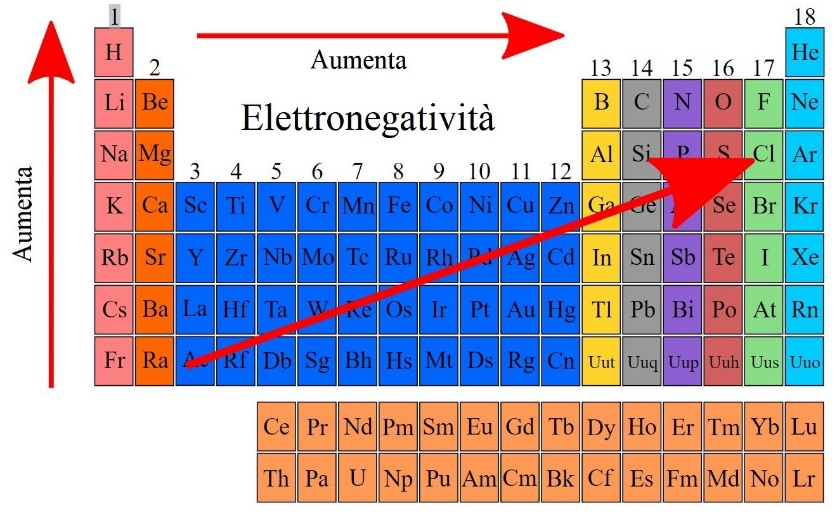 1 18
H Aumenta He
2 13 14 15 16 17
Li Be Elettronegatività B C N O F Ne
Na Mg Al Si P S Cl Ar
3 4 5 6 7 8 9 10 11 12
Aumenta
K Ca Sc Ti V Cr Mn Fe Co Ni Cu Zn Ga Ge Se Br Kr
Rb Sr Y Zr Nb Mo Tc Ru Rh Pd Ag Cd In Sn Sb Te I Xe
Cs Ba La Hf Ta W Re Os Ir Pt Au Hg Tl Pb Bi Po At Rn
Fr Ra Ac Rf Db Sg Bh Hs Mt Ds Rg Cn Uut Uuq Uup Uuh Uus Uuo
Ce Pr Nd Pm Sm Eu Gd Tb Dy Ho Er Tm Yb Lu
Th Pa U Np Pu Am Cm Bk Cf Es Fm Md No Lr